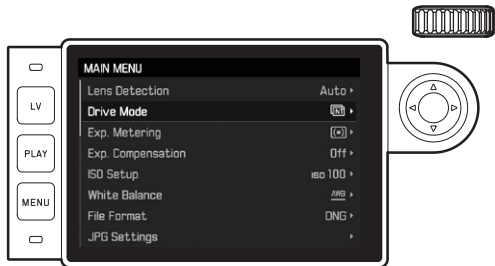 MAIN MENU
Lens Detection Auto
Drive Mode INT
Exp. Metering
Exp. Compensation Off
ISO Setup ISO 100
White Balance AWB
File Format DNG
JPG Settings
LV
PLAY
MENU